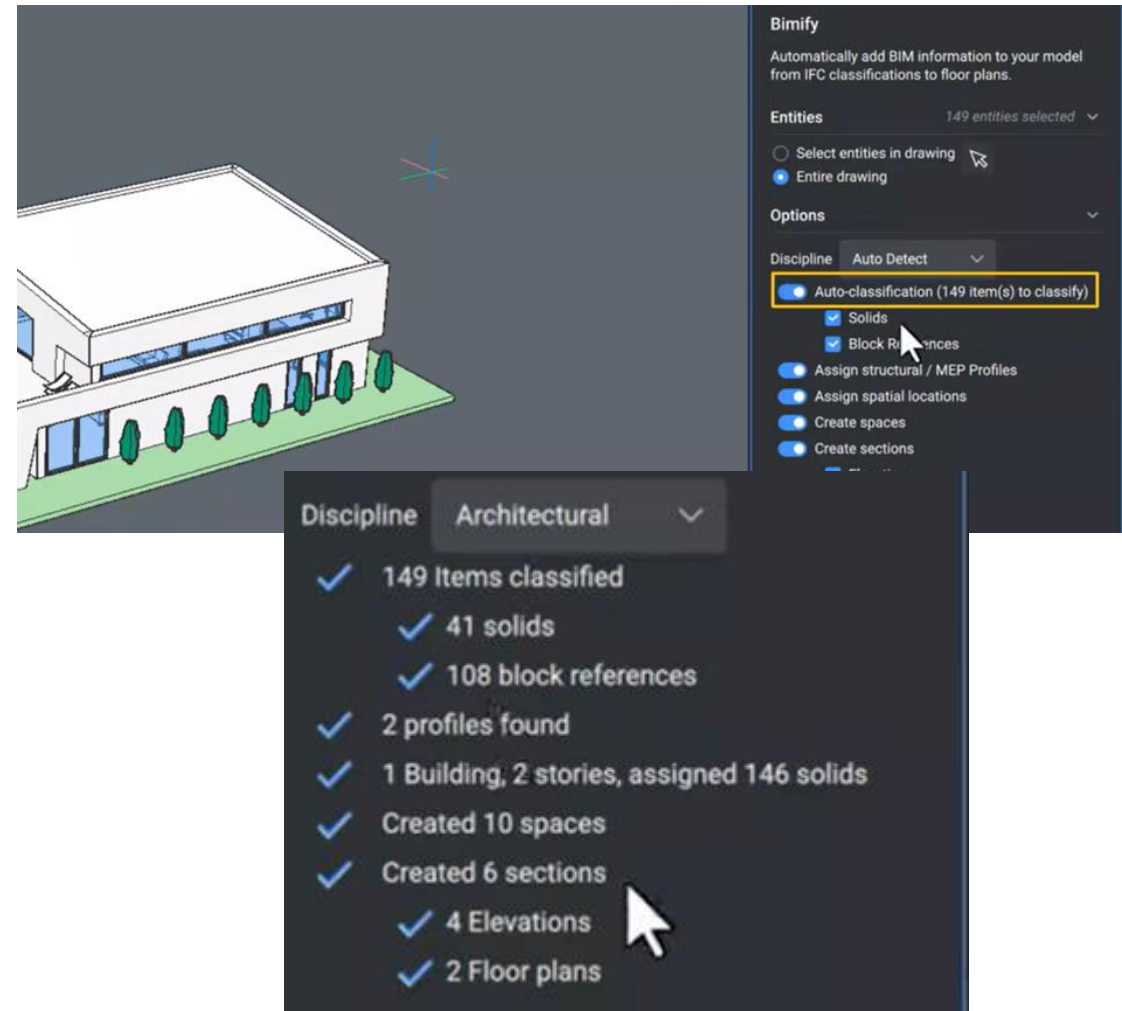 Bimify
Automatically add BIM information to your model
from IFC classifications to floor plans.
Entities 149 entities selected
Select entities in drawing
Entire drawing
Options
Discipline Auto Detect
Auto-classification (149 item(s) to classify)
Solids
Block
Assign structural / MEP Profiles
Assign spatial locations
Create spaces
Create sections
Discipline Architectural
149 Items classified
41 solids
108 block references
2 profiles found
1 Building, 2 stories, assigned 146 solids
Created 10 spaces
Created 6 sections
4 Elevations
2 Floor plans